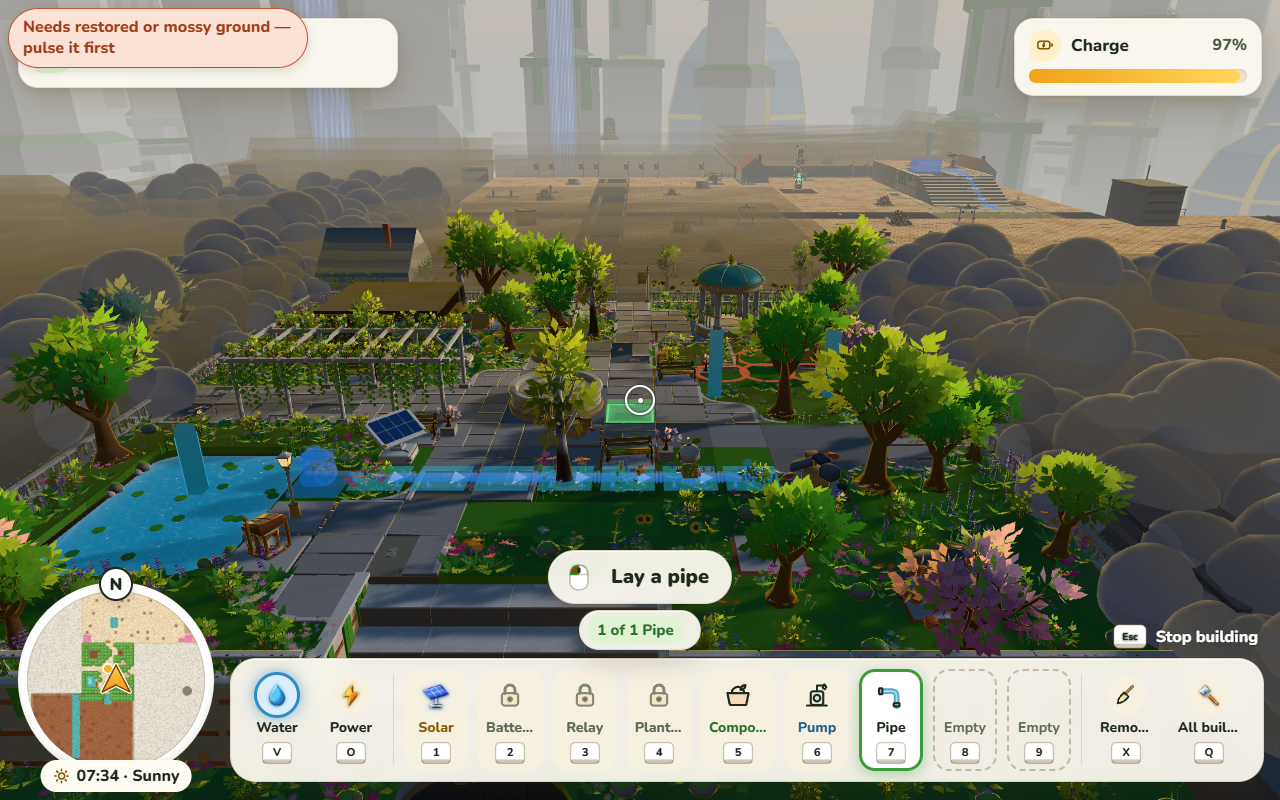 Needs restored or mossy ground —
pulse it first
Charge
97%
Lay a pipe
1 of 1 Pipe
Esc
Stop building
N
07:34 · Sunny
Water
V
Power
O
Solar
1
Batte...
2
Relay
3
Plant...
4
Compo...
5
Pump
6
Pipe
7
Empty
8
Empty
9
Remo...
X
All buil...
Q